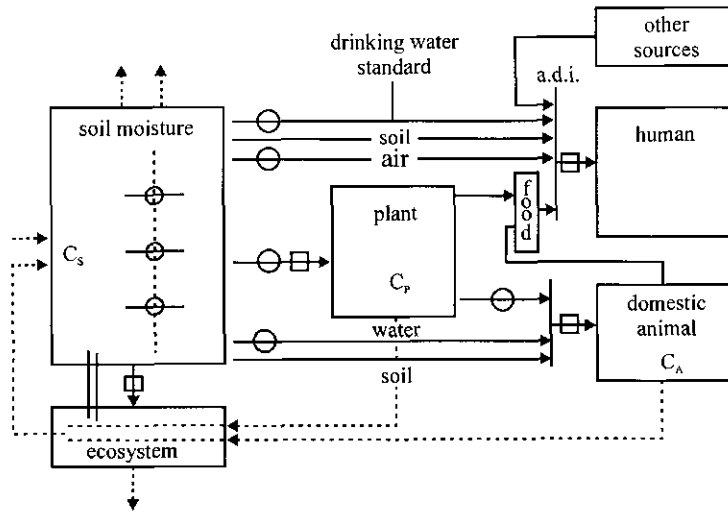 other
sources
drinking water
standard
a.d.i.
soil moisture
soil
air
human
food
plant
C_S
C_P
domestic
animal
C_A
water
soil
ecosystem